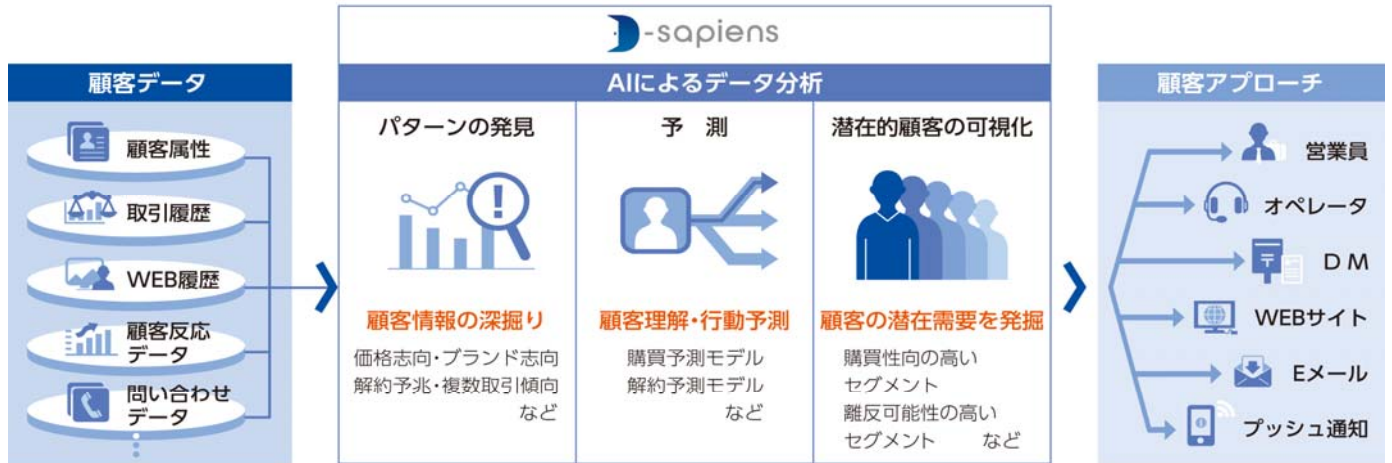 D-sapiens
顧客データ
顧客属性
取引履歴
WEB履歴
顧客反応
データ
問い合わせ
データ
AIによるデータ分析
パターンの発見
顧客情報の深掘り
価格志向・ブランド志向
解約予兆・複数取引傾向
など
予 測
顧客理解・行動予測
購買予測モデル
解約予測モデル
など
潜在的顧客の可視化
顧客の潜在需要を発掘
購買性向の高い
セグメント
離反可能性の高い
セグメント など
顧客アプローチ
営業員
オペレータ
DM
WEBサイト
Eメール
プッシュ通知